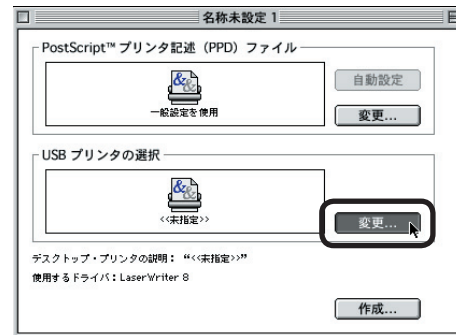 名称未設定 1
PostScript™ プリンタ記述（PPD）ファイル
自動設定
一般設定を使用
変更...
USB プリンタの選択
<<未指定>>
変更...
デスクトップ・プリンタの説明： “<<未指定>>”
使用するドライバ：LaserWriter 8
作成...